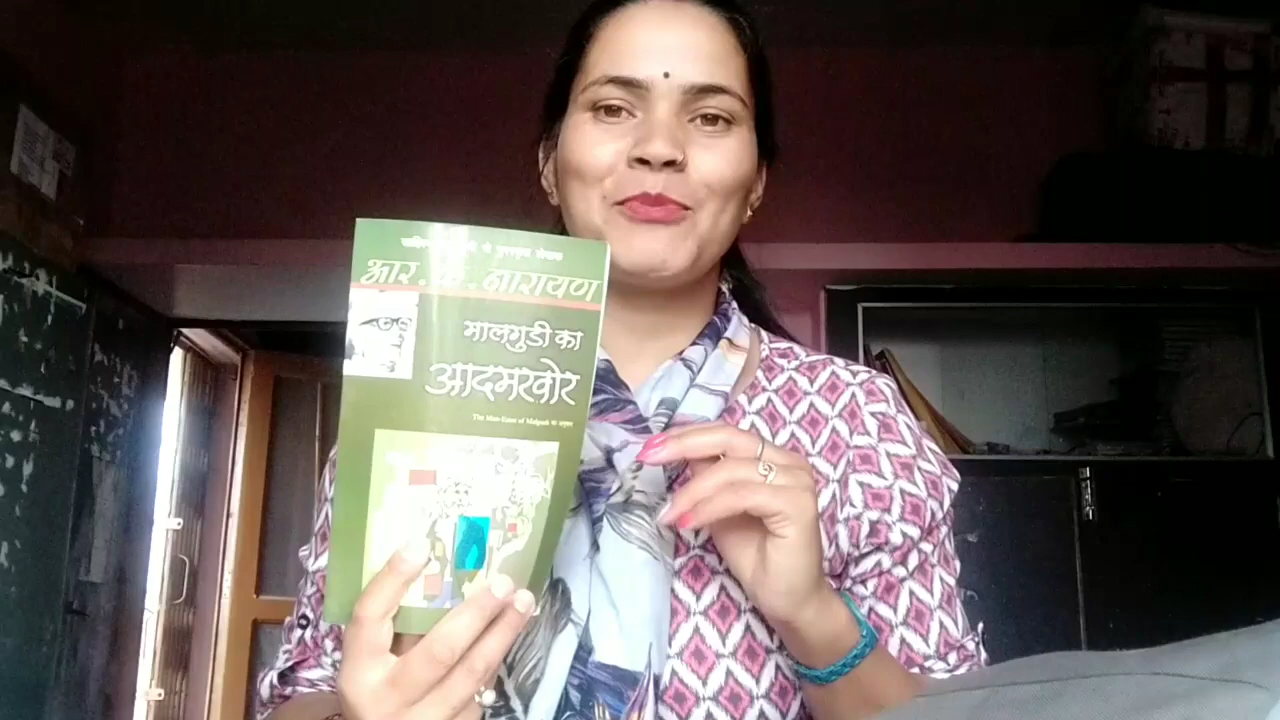 से पुरस्कृत लेखक
आर. के. नारायण
मालगुडी का
आदमखोर
The Man-Eater of Malgudi का अनुवाद